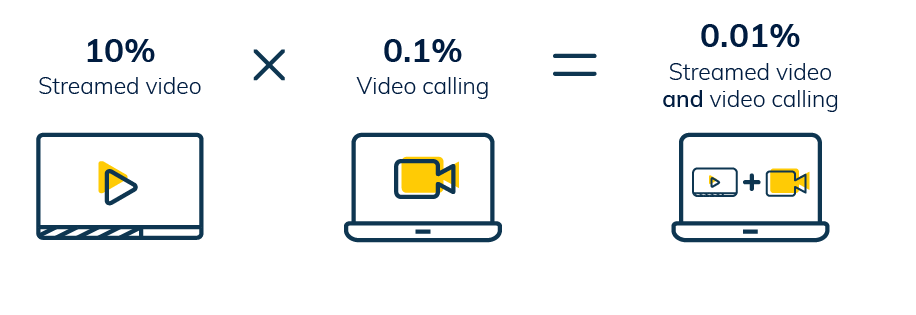 10%
Streamed video
×
0.1%
Video calling
=
0.01%
Streamed video
and video calling
+